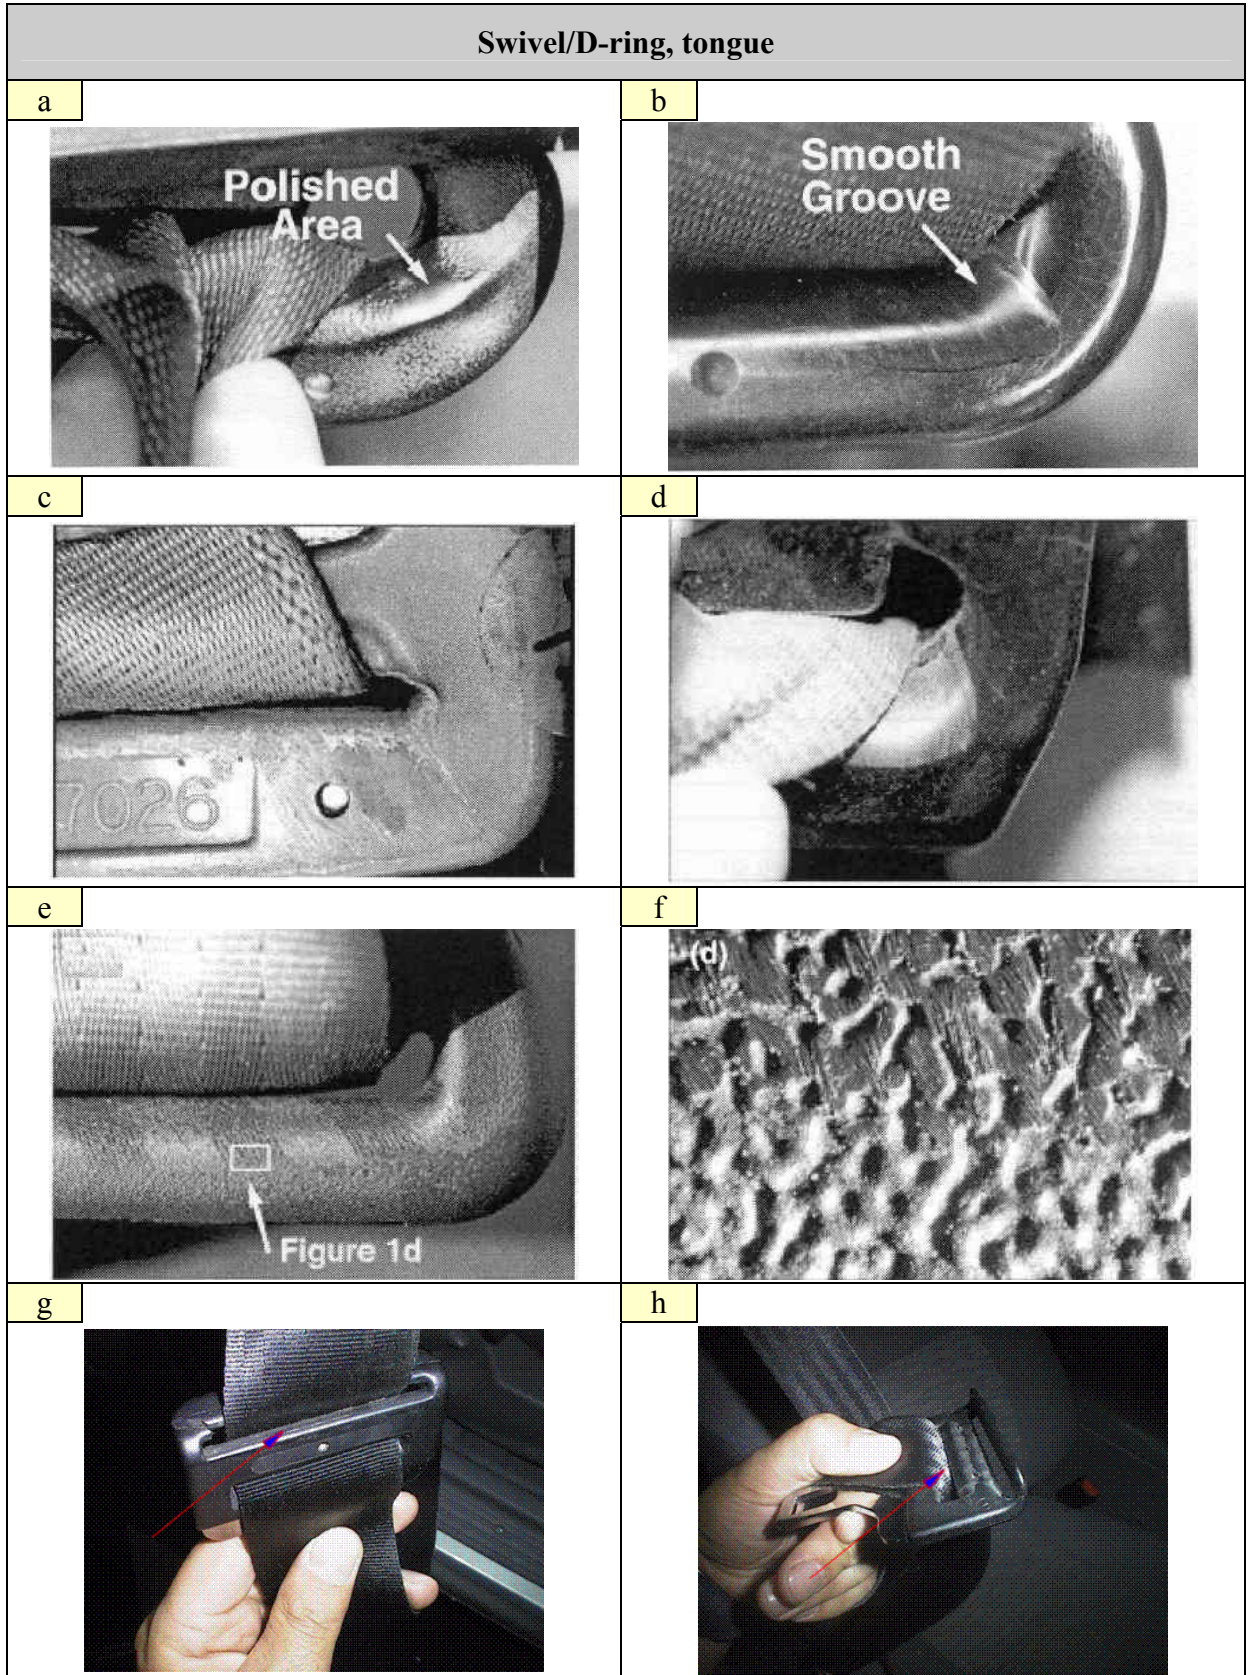 Swivel/D-ring, tongue
a
b
Polished
Area
Smooth
Groove
c
d
7026
e
f
(d)
Figure 1d
g
h